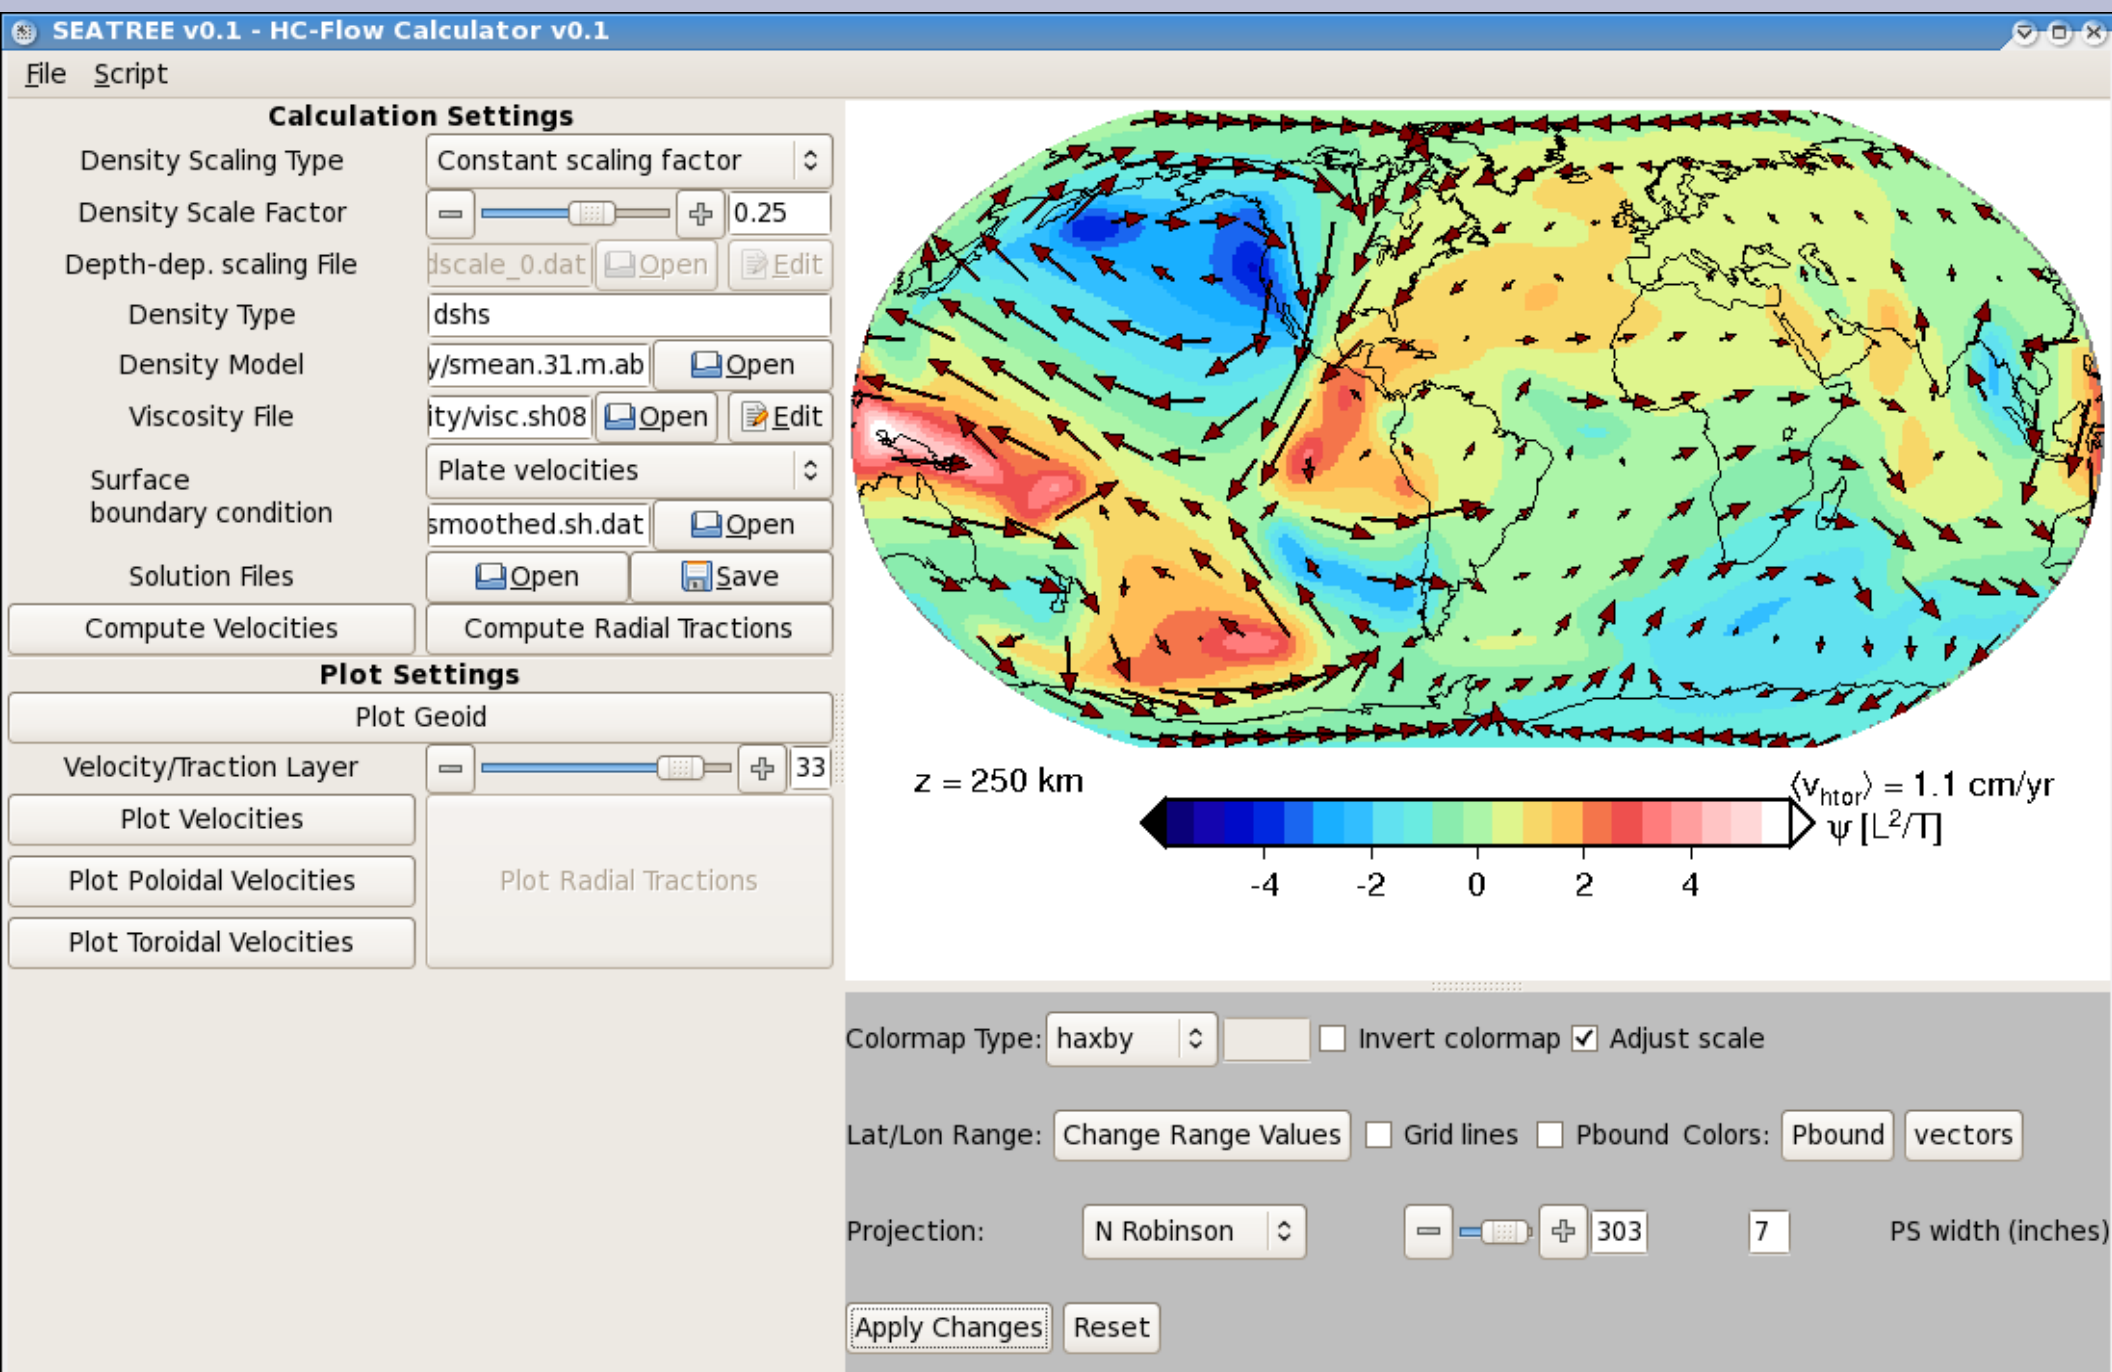 SEATREE v0.1 - HC-Flow Calculator v0.1
File Script
Calculation Settings
Density Scaling Type Constant scaling factor
Density Scale Factor 0.25
Depth-dep. scaling File dscale_0.dat Open Edit
Density Type dshs
Density Model y/smean.31.m.ab Open
Viscosity File ity/visc.sh08 Open Edit
Surface
boundary condition
Plate velocities
smoothed.sh.dat Open
Solution Files Open Save
Compute Velocities Compute Radial Tractions
Plot Settings
Plot Geoid
Velocity/Traction Layer 33
Plot Velocities
Plot Poloidal Velocities
Plot Radial Tractions
Plot Toroidal Velocities
z = 250 km
⟨v_htor⟩ = 1.1 cm/yr
ψ [L²/T]
-4 -2 0 2 4
Colormap Type: haxby Invert colormap Adjust scale
Lat/Lon Range: Change Range Values Grid lines Pbound Colors: Pbound vectors
Projection: N Robinson 303 7 PS width (inches)
Apply Changes Reset